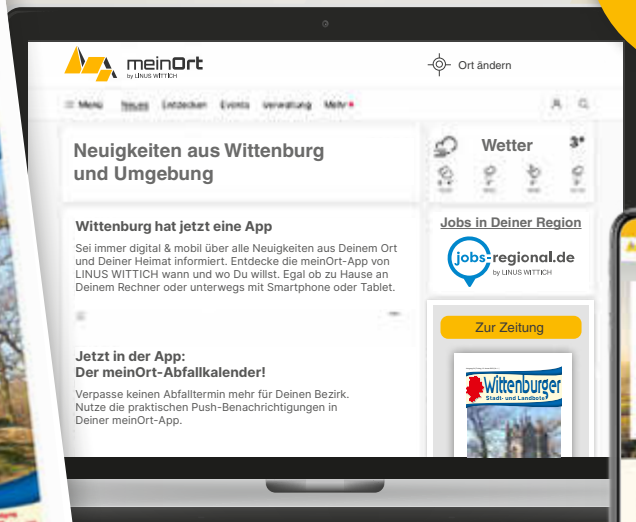 meinOrt
by LINUS WITTICH
Ort ändern
Menü Neues Entdecken Events Verwaltung Mehr
Neuigkeiten aus Wittenburg
und Umgebung
Wetter 3°
Wittenburg hat jetzt eine App
Sei immer digital & mobil über alle Neuigkeiten aus Deinem Ort
und Deiner Heimat informiert. Entdecke die meinOrt-App von
LINUS WITTICH wann und wo Du willst. Egal ob zu Hause an
Deinem Rechner oder unterwegs mit Smartphone oder Tablet.
Jetzt in der App:
Der meinOrt-Abfallkalender!
Verpasse keinen Abfalltermin mehr für Deinen Bezirk.
Nutze die praktischen Push-Benachrichtigungen in
Deiner meinOrt-App.
Jobs in Deiner Region
jobs-regional.de
by LINUS WITTICH
Zur Zeitung
Wittenburger
Stadt- und Landbote